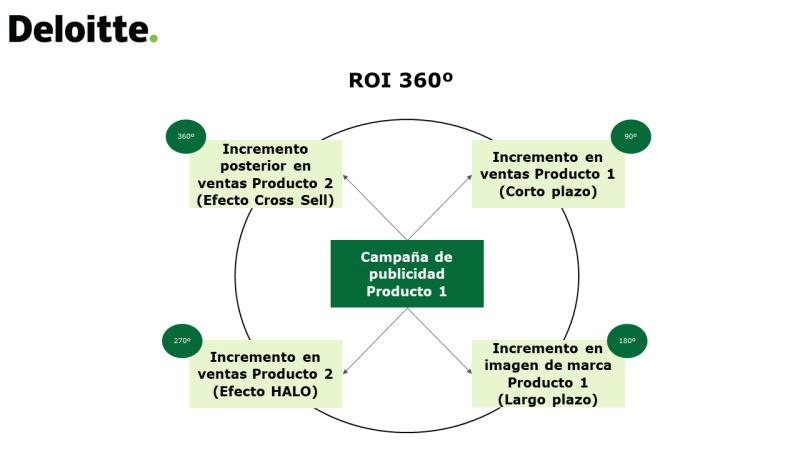 Deloitte.
ROI 360º
360º
Incremento
posterior en
ventas Producto 2
(Efecto Cross Sell)
90º
Incremento en
ventas Producto 1
(Corto plazo)
Campaña de
publicidad
Producto 1
270º
Incremento en
ventas Producto 2
(Efecto HALO)
180º
Incremento en
imagen de marca
Producto 1
(Largo plazo)